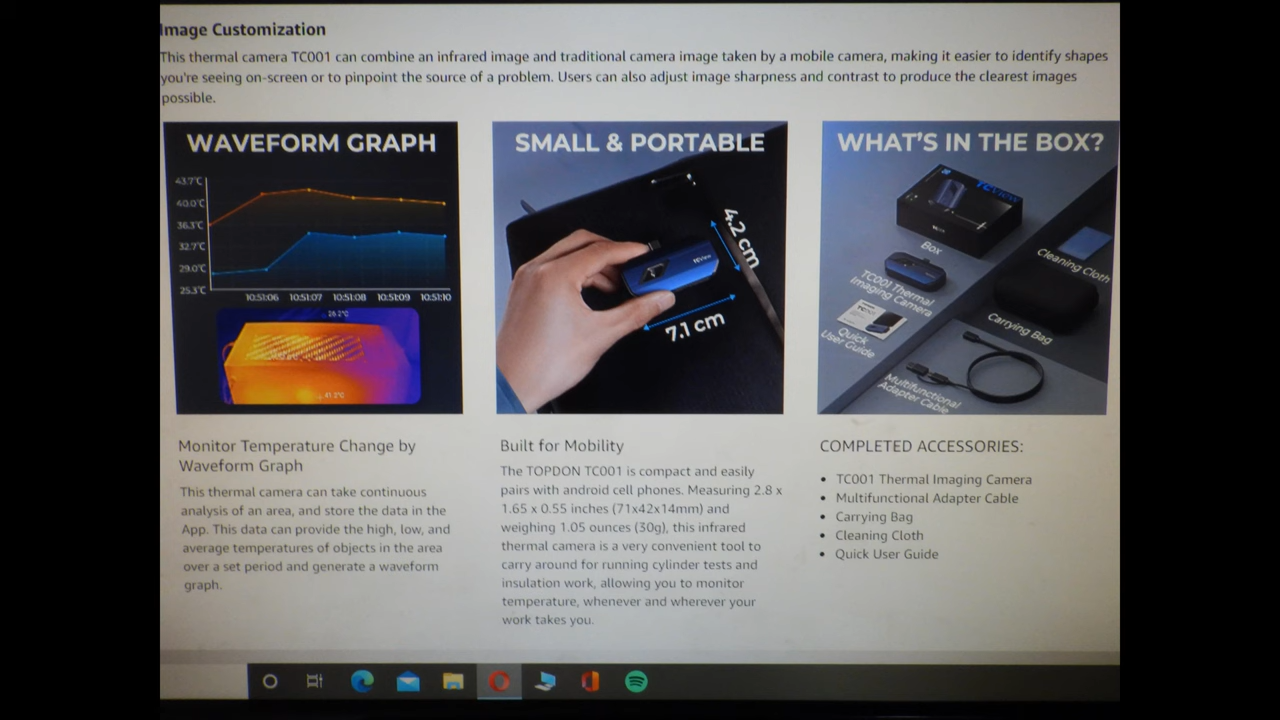 Image Customization
This thermal camera TC001 can combine an infrared image and traditional camera image taken by a mobile camera, making it easier to identify shapes
you're seeing on-screen or to pinpoint the source of a problem. Users can also adjust image sharpness and contrast to produce the clearest images
possible.
WAVEFORM GRAPH
43.7°C
40.0°C
36.3°C
32.7°C
29.0°C
25.3°C
10:51:06 10:51:07 10:51:08 10:51:09 10:51:10
26.2°C
41.2°C
SMALL & PORTABLE
4.2 cm
TCView
7.1 cm
WHAT'S IN THE BOX?
TCView
Box
Cleaning Cloth
TC001 Thermal
Imaging Camera
Carrying Bag
Quick
User Guide
Multifunctional
Adapter Cable
Monitor Temperature Change by
Waveform Graph
This thermal camera can take continuous
analysis of an area, and store the data in the
App. This data can provide the high, low, and
average temperatures of objects in the area
over a set period and generate a waveform
graph.
Built for Mobility
The TOPDON TC001 is compact and easily
pairs with android cell phones. Measuring 2.8 x
1.65 x 0.55 inches (71x42x14mm) and
weighing 1.05 ounces (30g), this infrared
thermal camera is a very convenient tool to
carry around for running cylinder tests and
insulation work, allowing you to monitor
temperature, whenever and wherever your
work takes you.
COMPLETED ACCESSORIES:
• TC001 Thermal Imaging Camera
• Multifunctional Adapter Cable
• Carrying Bag
• Cleaning Cloth
• Quick User Guide